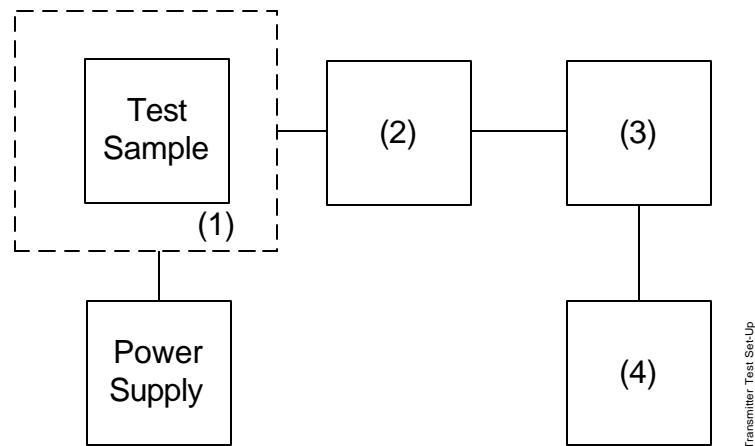 Test
Sample
(1)
(2)
(3)
Power
Supply
(4)
Transmitter Test Set-Up